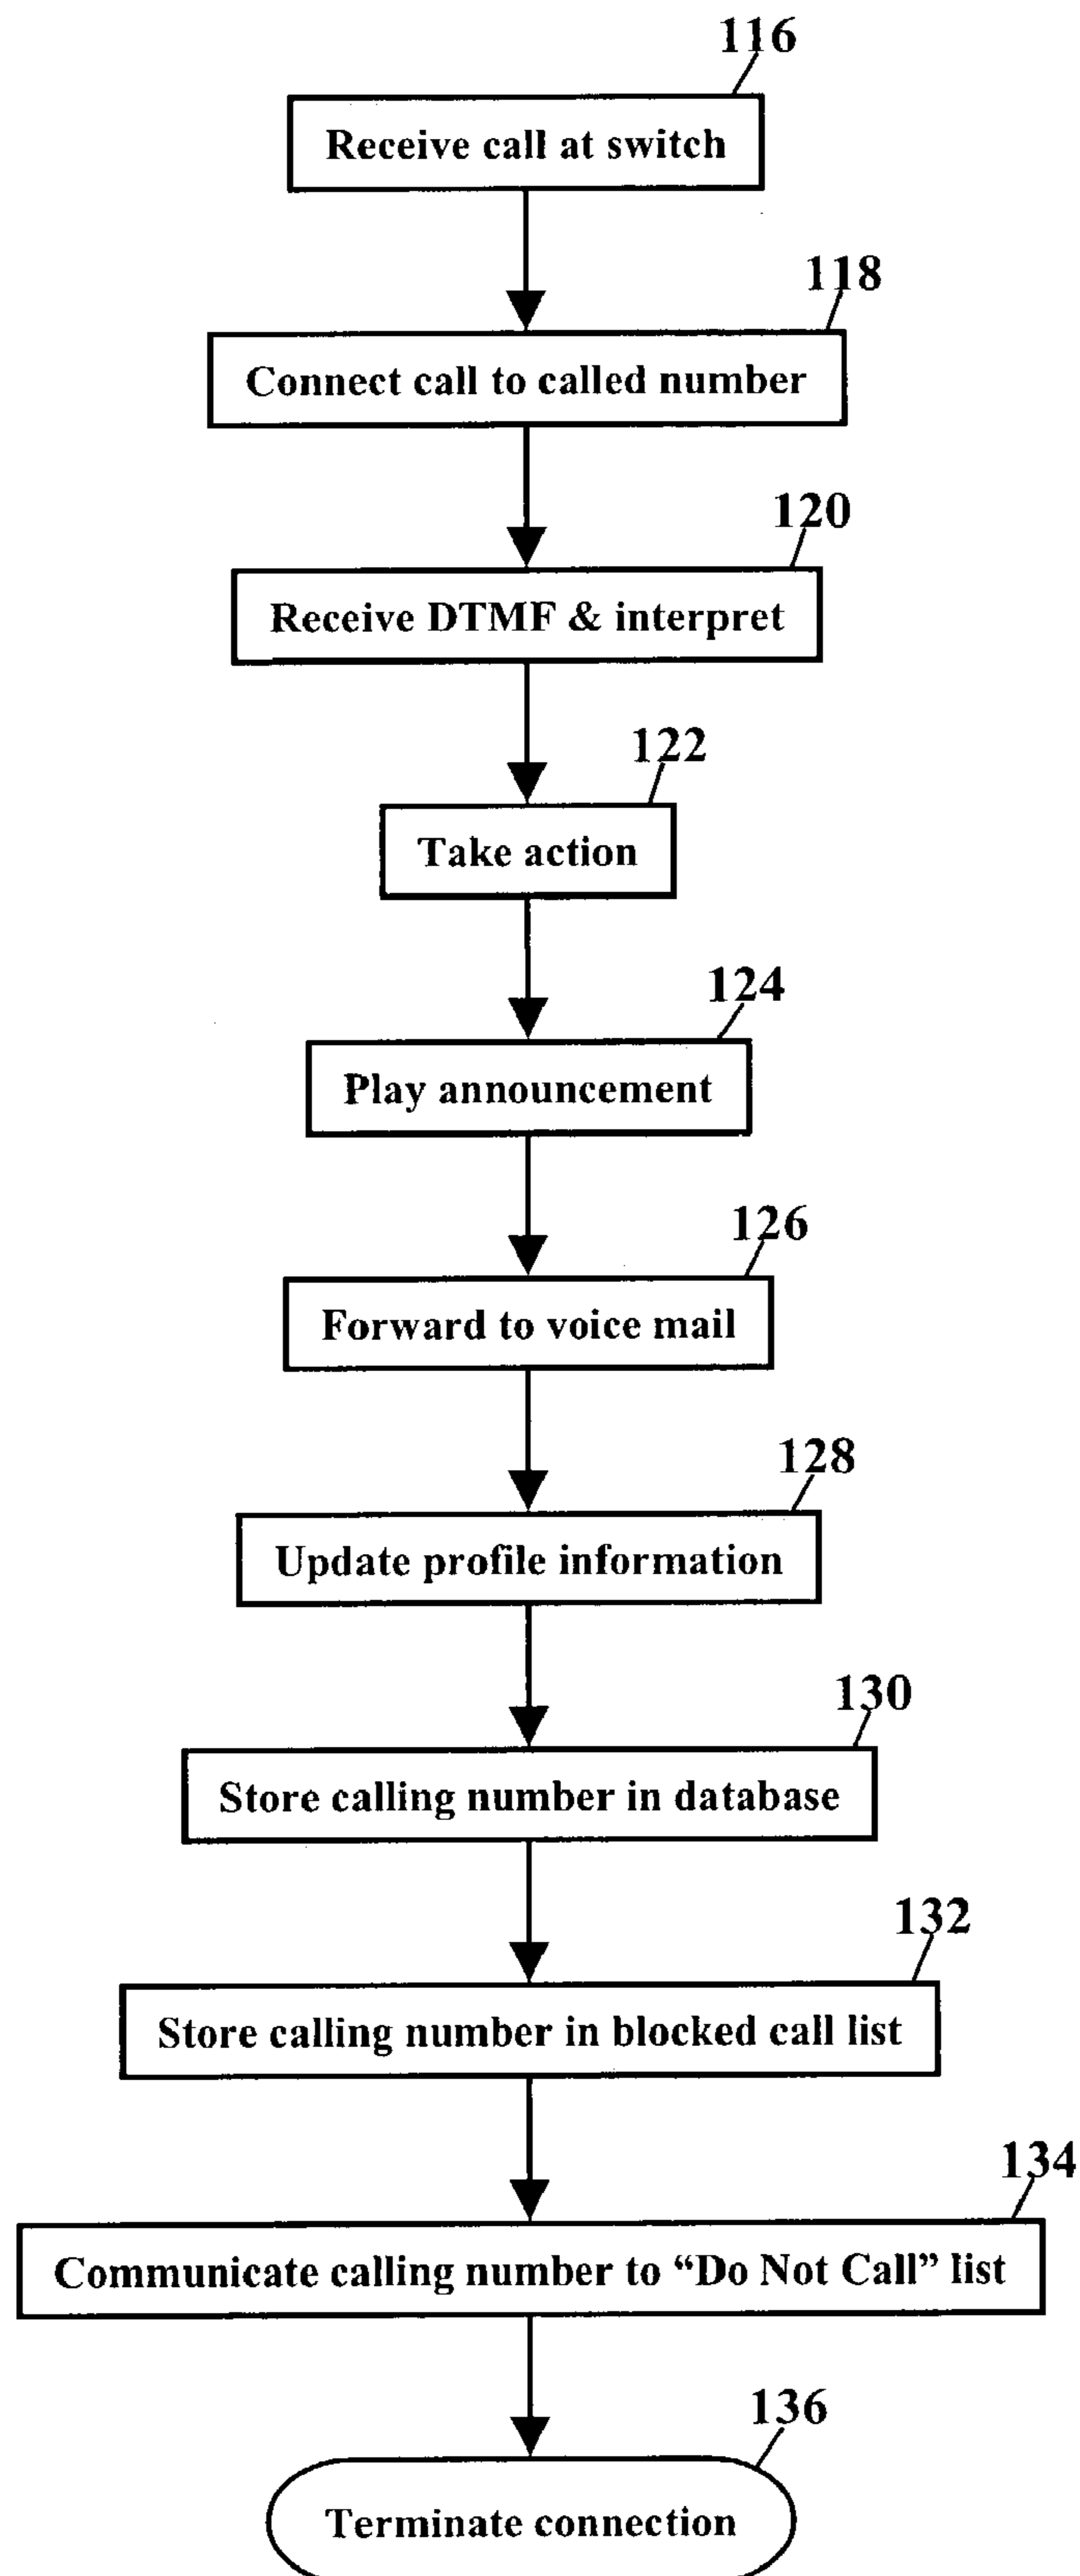 116
Receive call at switch
118
Connect call to called number
120
Receive DTMF & interpret
122
Take action
124
Play announcement
126
Forward to voice mail
128
Update profile information
130
Store calling number in database
132
Store calling number in blocked call list
134
Communicate calling number to “Do Not Call” list
136
Terminate connection